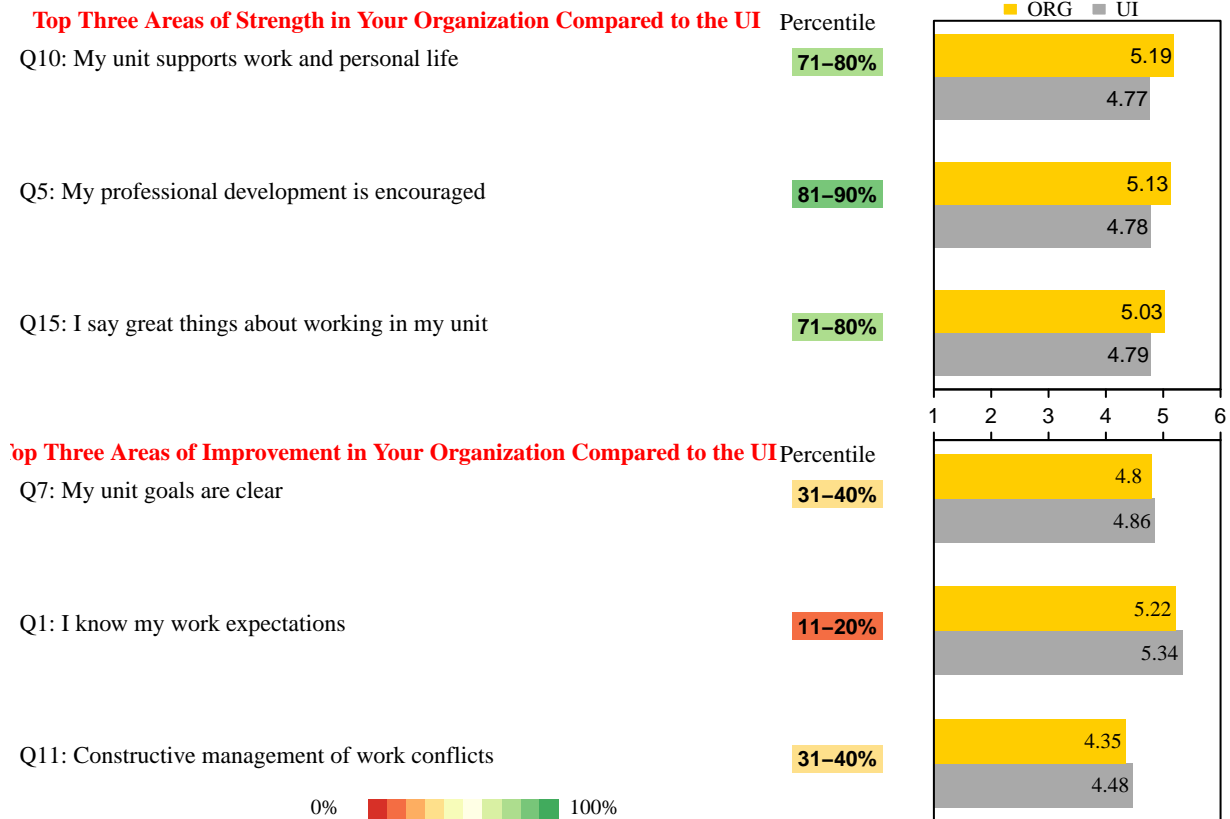 Top Three Areas of Strength in Your Organization Compared to the UI Percentile
ORG UI
Q10: My unit supports work and personal life 71–80% 5.19
4.77
Q5: My professional development is encouraged 81–90% 5.13
4.78
Q15: I say great things about working in my unit 71–80% 5.03
4.79
1 2 3 4 5 6
op Three Areas of Improvement in Your Organization Compared to the UI Percentile
Q7: My unit goals are clear 31–40% 4.8
4.86
Q1: I know my work expectations 11–20% 5.22
5.34
Q11: Constructive management of work conflicts 31–40% 4.35
4.48
0% 100%